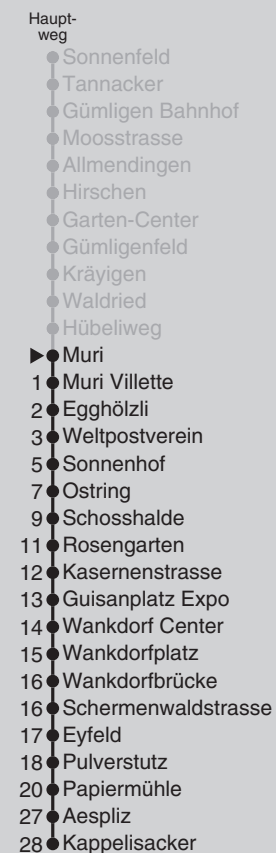 Haupt-
weg
Sonnenfeld
Tannacker
Gümligen Bahnhof
Moosstrasse
Allmendingen
Hirschen
Garten-Center
Gümligenfeld
Kräyigen
Waldried
Hübeliweg
Muri
1 Muri Villette
2 Egghölzli
3 Weltpostverein
5 Sonnenhof
7 Ostring
9 Schosshalde
11 Rosengarten
12 Kasernenstrasse
13 Guisanplatz Expo
14 Wankdorf Center
15 Wankdorfplatz
16 Wankdorfbrücke
16 Schermenwaldstrasse
17 Eyfeld
18 Pulverstutz
20 Papiermühle
27 Aespliz
28 Kappelisacker